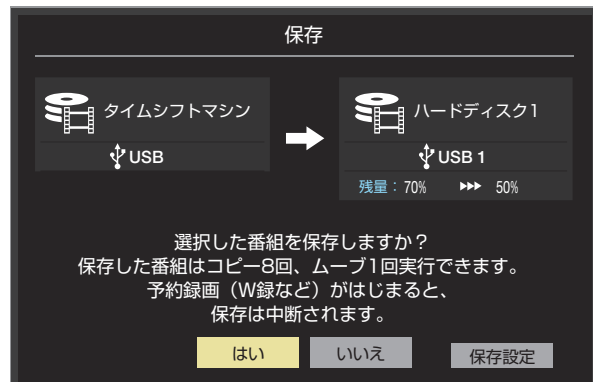 保存
タイムシフトマシン
USB
ハードディスク1
USB 1
残量：70% ▶▶▶ 50%
選択した番組を保存しますか？
保存した番組はコピー8回、ムーブ1回実行できます。
予約録画（W録など）がはじまると、
保存は中断されます。
はい いいえ 保存設定